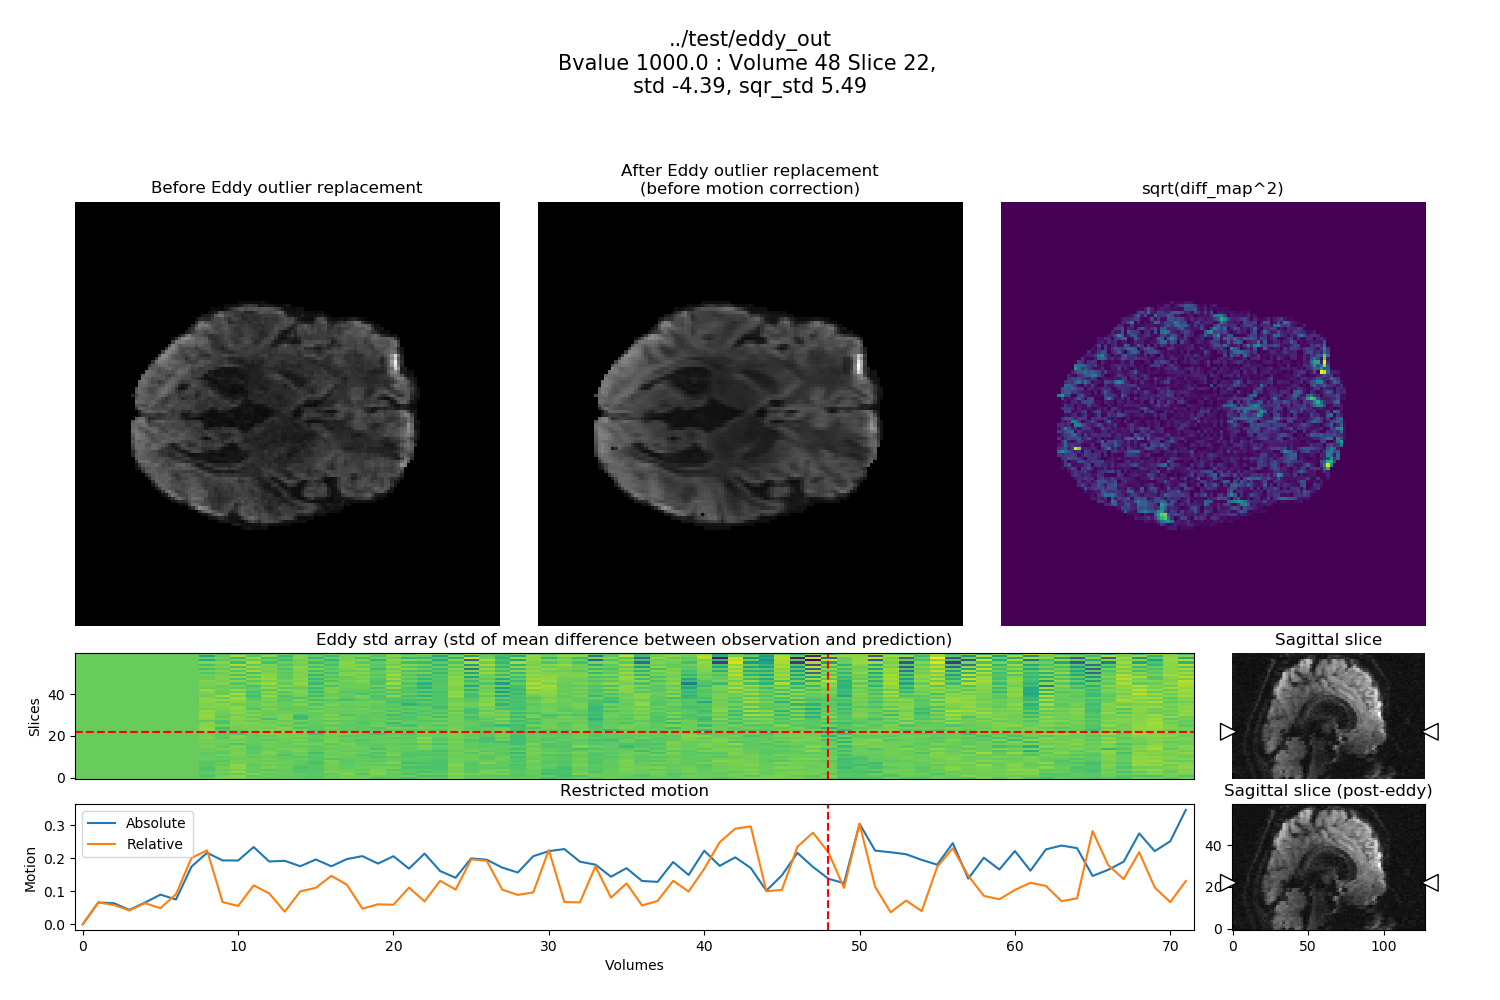 ../test/eddy_out
Bvalue 1000.0 : Volume 48 Slice 22,
std -4.39, sqr_std 5.49
Before Eddy outlier replacement
After Eddy outlier replacement
(before motion correction)
sqrt(diff_map^2)
Eddy std array (std of mean difference between observation and prediction)
Sagittal slice
Slices
40
20
0
Restricted motion
Sagittal slice (post-eddy)
Motion
0.3
0.2
0.1
0.0
Absolute
Relative
0 10 20 30 40 50 60 70
Volumes
40
20
0
0 50 100